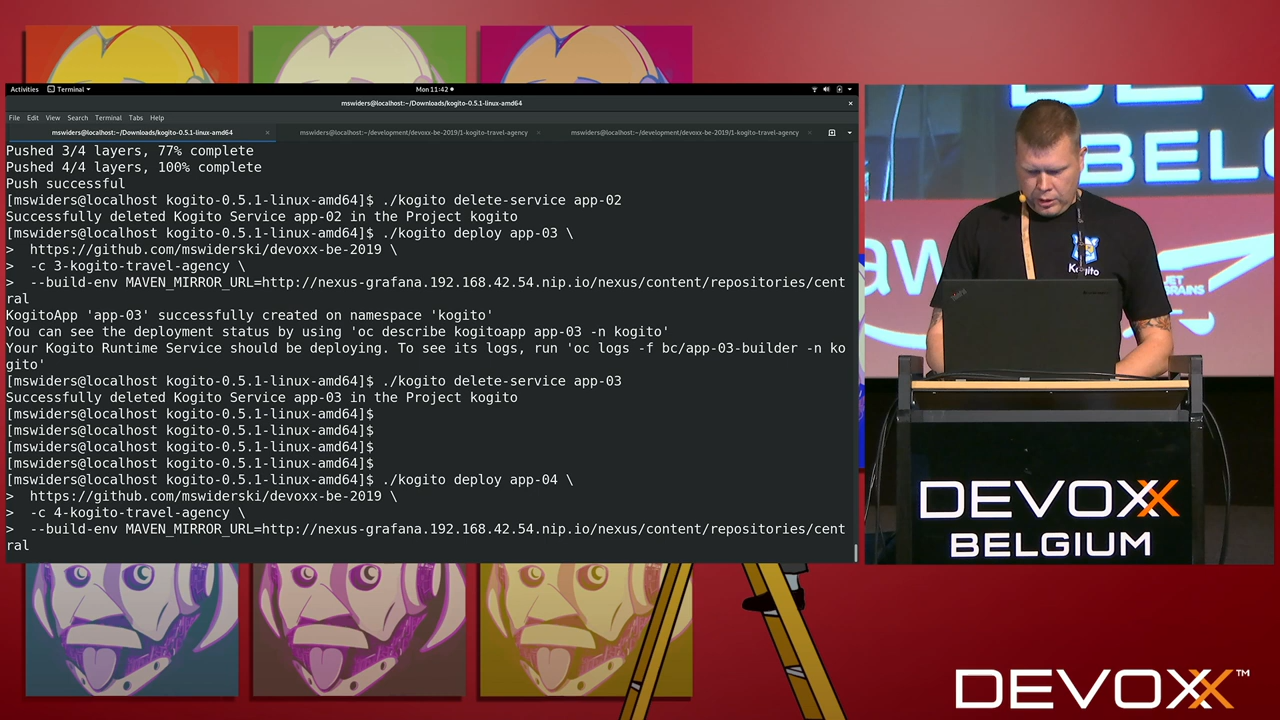 Activities
Terminal
Mon 11:42
mswiders@localhost:~/Downloads/kogito-0.5.1-linux-amd64
File Edit View Search Terminal Tabs Help
mswiders@localhost:~/Downloads/kogito-0.5.1-linux-amd64
mswiders@localhost:~/development/devoxx-be-2019/1-kogito-travel-agency
mswiders@localhost:~/development/devoxx-be-2019/1-kogito-travel-agency
Pushed 3/4 layers, 77% complete
Pushed 4/4 layers, 100% complete
Push successful
[mswiders@localhost kogito-0.5.1-linux-amd64]$ ./kogito delete-service app-02
Successfully deleted Kogito Service app-02 in the Project kogito
[mswiders@localhost kogito-0.5.1-linux-amd64]$ ./kogito deploy app-03 \
>  https://github.com/mswiderski/devoxx-be-2019 \
>  -c 3-kogito-travel-agency \
>  --build-env MAVEN_MIRROR_URL=http://nexus-grafana.192.168.42.54.nip.io/nexus/content/repositories/cent
ral
KogitoApp 'app-03' successfully created on namespace 'kogito'
You can see the deployment status by using 'oc describe kogitoapp app-03 -n kogito'
Your Kogito Runtime Service should be deploying. To see its logs, run 'oc logs -f bc/app-03-builder -n ko
gito'
[mswiders@localhost kogito-0.5.1-linux-amd64]$ ./kogito delete-service app-03
Successfully deleted Kogito Service app-03 in the Project kogito
[mswiders@localhost kogito-0.5.1-linux-amd64]$
[mswiders@localhost kogito-0.5.1-linux-amd64]$
[mswiders@localhost kogito-0.5.1-linux-amd64]$
[mswiders@localhost kogito-0.5.1-linux-amd64]$
[mswiders@localhost kogito-0.5.1-linux-amd64]$ ./kogito deploy app-04 \
>  https://github.com/mswiderski/devoxx-be-2019 \
>  -c 4-kogito-travel-agency \
>  --build-env MAVEN_MIRROR_URL=http://nexus-grafana.192.168.42.54.nip.io/nexus/content/repositories/cent
ral
BELG
Kogito
DEVOXX
BELGIUM
DEVOXX™